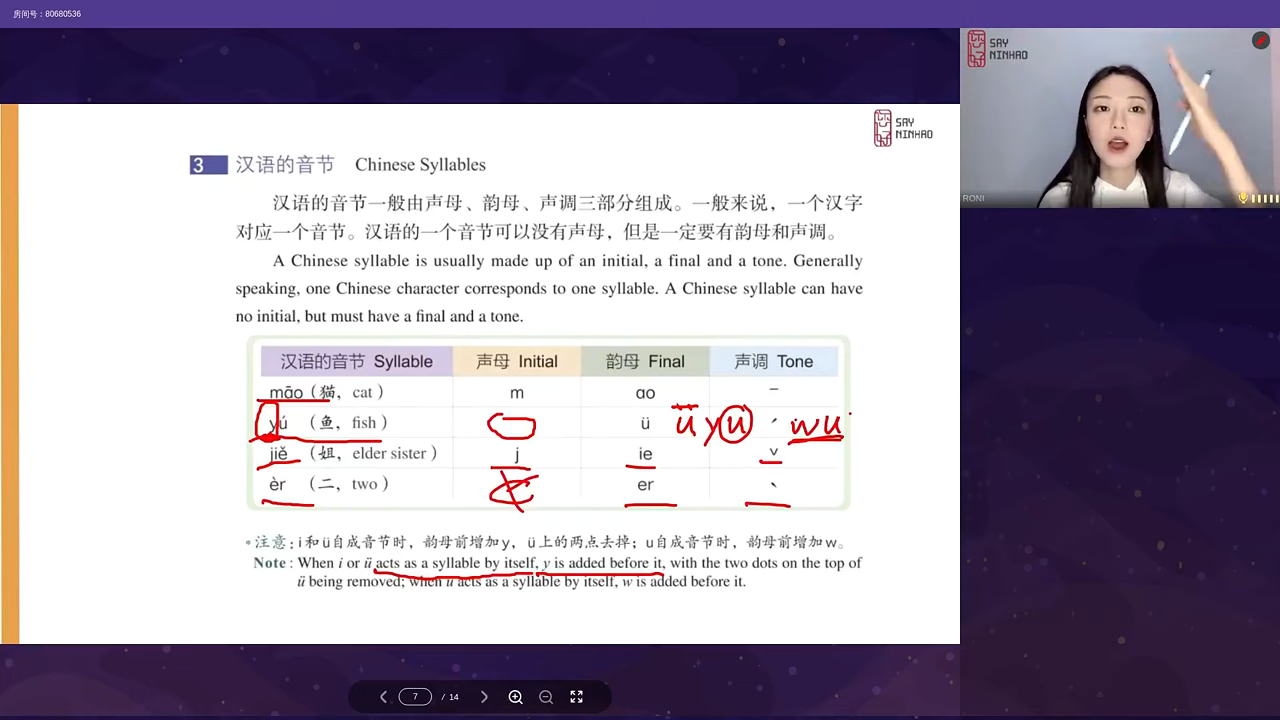 房间号：80680536
SAY
NINHAO
RONI
SAY
NINHAO
3 汉语的音节 Chinese Syllables
汉语的音节一般由声母、韵母、声调三部分组成。一般来说，一个汉字
对应一个音节。汉语的一个音节可以没有声母，但是一定要有韵母和声调。
A Chinese syllable is usually made up of an initial, a final and a tone. Generally
speaking, one Chinese character corresponds to one syllable. A Chinese syllable can have
no initial, but must have a final and a tone.
汉语的音节 Syllable 声母 Initial 韵母 Final 声调 Tone
māo（猫，cat） m ao ˉ
yú（鱼，fish） ü ü yu ˊ wu
jiě（姐，elder sister） j ie ˇ
èr（二，two） er ˋ
*注意：i和ü自成音节时，韵母前增加y，ü上的两点去掉；u自成音节时，韵母前增加w。
Note: When i or ü acts as a syllable by itself, y is added before it, with the two dots on the top of
ü being removed; when u acts as a syllable by itself, w is added before it.
7 / 14